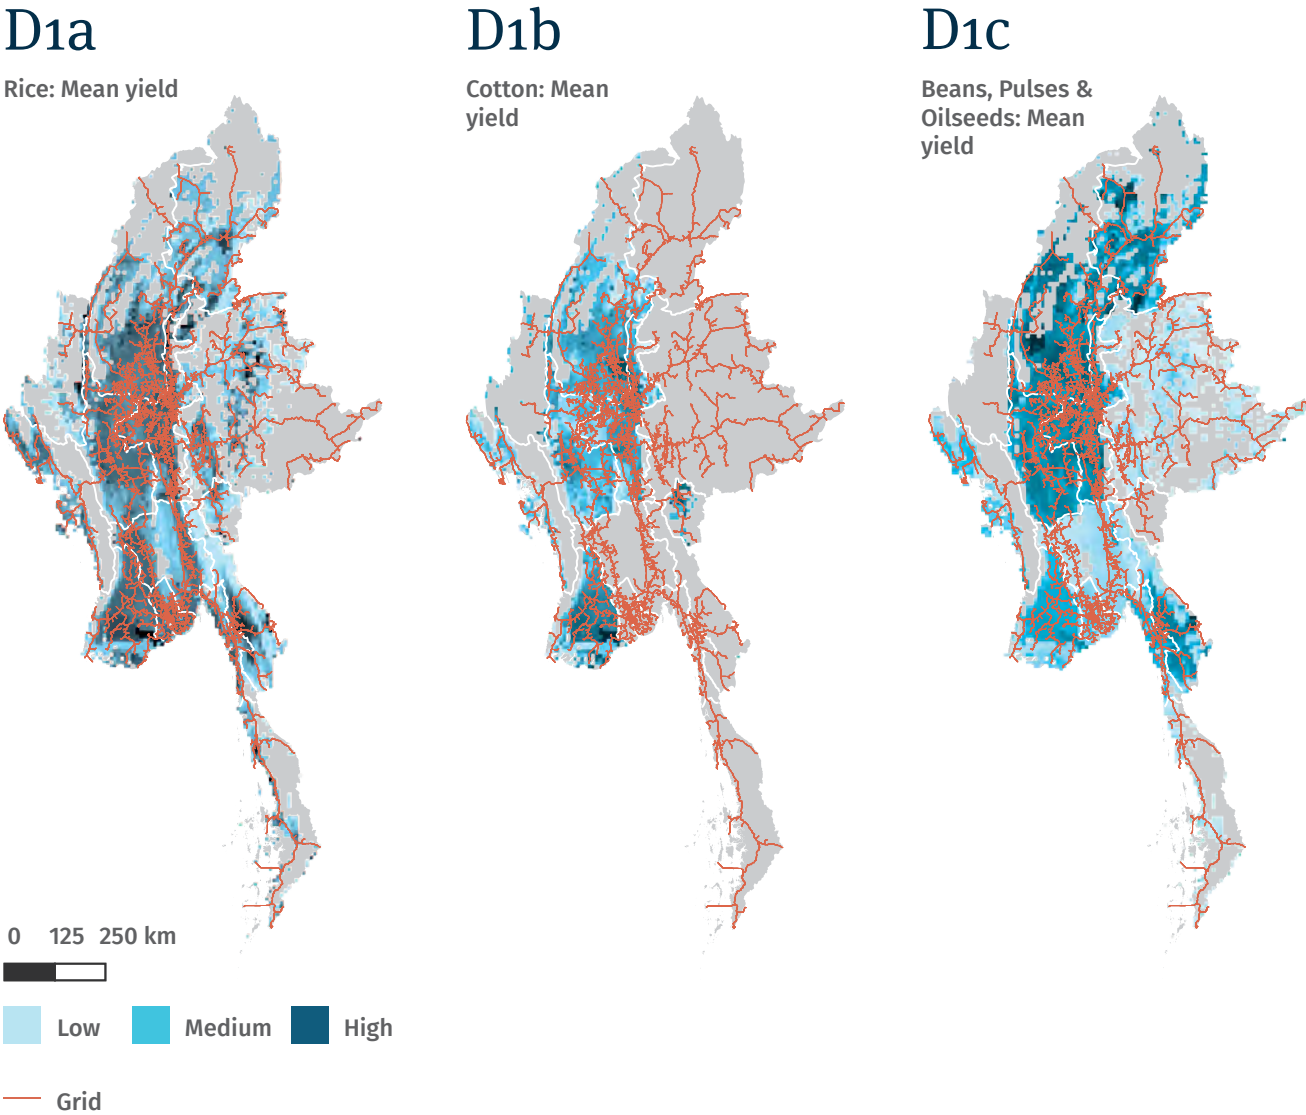 D1a
Rice: Mean yield
D1b
Cotton: Mean
yield
D1c
Beans, Pulses &
Oilseeds: Mean
yield
0 125 250 km
Low Medium High
Grid